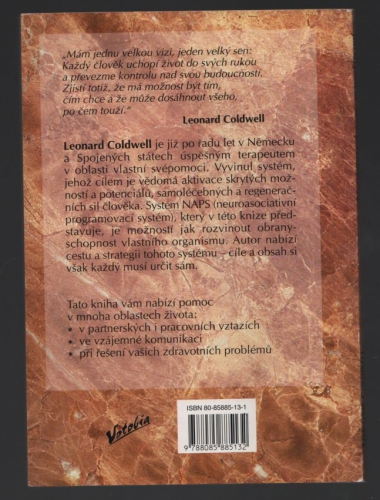 „Mám jednu velkou vizi, jeden velký sen:
Každý člověk uchopí život do svých rukou
a převezme kontrolu nad svou budoucností.
Zjistí totiž, že má možnost být tím,
čím chce a že může dosáhnout všeho,
po čem touží.“
Leonard Coldwell
Leonard Coldwell je již po řadu let v Německu
a Spojených státech úspěšným terapeutem
v oblasti vlastní svépomoci. Vyvinul systém,
jehož cílem je vědomá aktivace skrytých mož-
ností a potenciálů, samoléčebných a regenerač-
ních sil člověka. Systém NAPS (neuroasociativní
programovací systém), který v této knize před-
stavuje, je možností jak rozvinout obrany-
schopnost vlastního organismu. Autor nabízí
cestu a strategii tohoto systému – cíle a obsah si
však každý musí určit sám.
Tato kniha vám nabízí pomoc
v mnoha oblastech života:
• v partnerských i pracovních vztazích
• ve vzájemné komunikaci
• při řešení vašich zdravotních problémů
Votobia
ISBN 80-85885-13-1
9 788085 885132